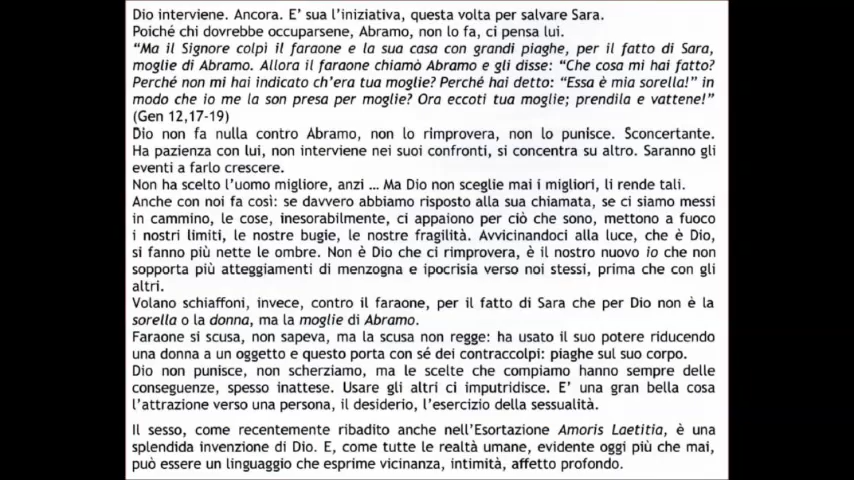 Dio interviene. Ancora. E’ sua l’iniziativa, questa volta per salvare Sara.
Poiché chi dovrebbe occuparsene, Abramo, non lo fa, ci pensa lui.
“Ma il Signore colpì il faraone e la sua casa con grandi piaghe, per il fatto di Sara,
moglie di Abramo. Allora il faraone chiamò Abramo e gli disse: “Che cosa mi hai fatto?
Perché non mi hai indicato ch’era tua moglie? Perché hai detto: “Essa è mia sorella!” in
modo che io me la son presa per moglie? Ora eccoti tua moglie; prendila e vattene!”
(Gen 12,17-19)
Dio non fa nulla contro Abramo, non lo rimprovera, non lo punisce. Sconcertante.
Ha pazienza con lui, non interviene nei suoi confronti, si concentra su altro. Saranno gli
eventi a farlo crescere.
Non ha scelto l’uomo migliore, anzi … Ma Dio non sceglie mai i migliori, li rende tali.
Anche con noi fa così: se davvero abbiamo risposto alla sua chiamata, se ci siamo messi
in cammino, le cose, inesorabilmente, ci appaiono per ciò che sono, mettono a fuoco
i nostri limiti, le nostre bugie, le nostre fragilità. Avvicinandoci alla luce, che è Dio,
si fanno più nette le ombre. Non è Dio che ci rimprovera, è il nostro nuovo io che non
sopporta più atteggiamenti di menzogna e ipocrisia verso noi stessi, prima che con gli
altri.
Volano schiaffoni, invece, contro il faraone, per il fatto di Sara che per Dio non è la
sorella o la donna, ma la moglie di Abramo.
Faraone si scusa, non sapeva, ma la scusa non regge: ha usato il suo potere riducendo
una donna a un oggetto e questo porta con sé dei contraccolpi: piaghe sul suo corpo.
Dio non punisce, non scherziamo, ma le scelte che compiamo hanno sempre delle
conseguenze, spesso inattese. Usare gli altri ci imputridisce. E’ una gran bella cosa
l’attrazione verso una persona, il desiderio, l’esercizio della sessualità.
Il sesso, come recentemente ribadito anche nell’Esortazione Amoris Laetitia, è una
splendida invenzione di Dio. E, come tutte le realtà umane, evidente oggi più che mai,
può essere un linguaggio che esprime vicinanza, intimità, affetto profondo.